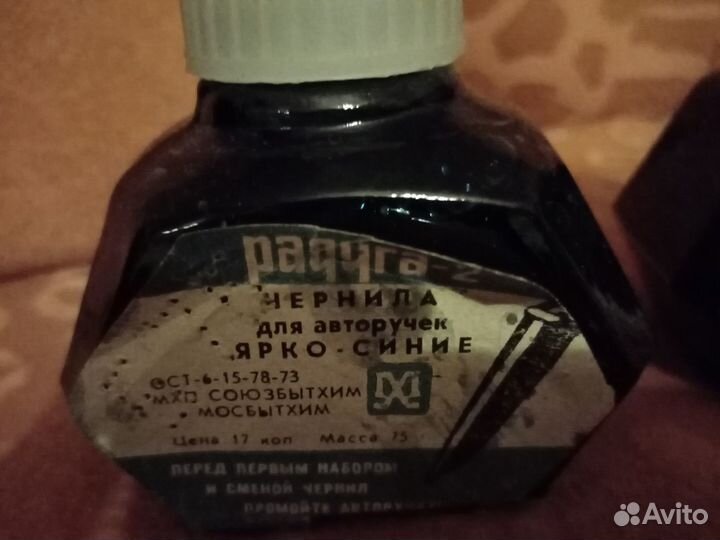 Радуга-2
ЧЕРНИЛА
для авторучек
ЯРКО-СИНИЕ
ОСТ-6-15-78-73
МХП СОЮЗБЫТХИМ
МОСБЫТХИМ
Цена 17 коп Масса 75
ПЕРЕД ПЕРВЫМ НАБОРОМ
И СМЕНОЙ ЧЕРНИЛ
ПРОМОЙТЕ
Avito